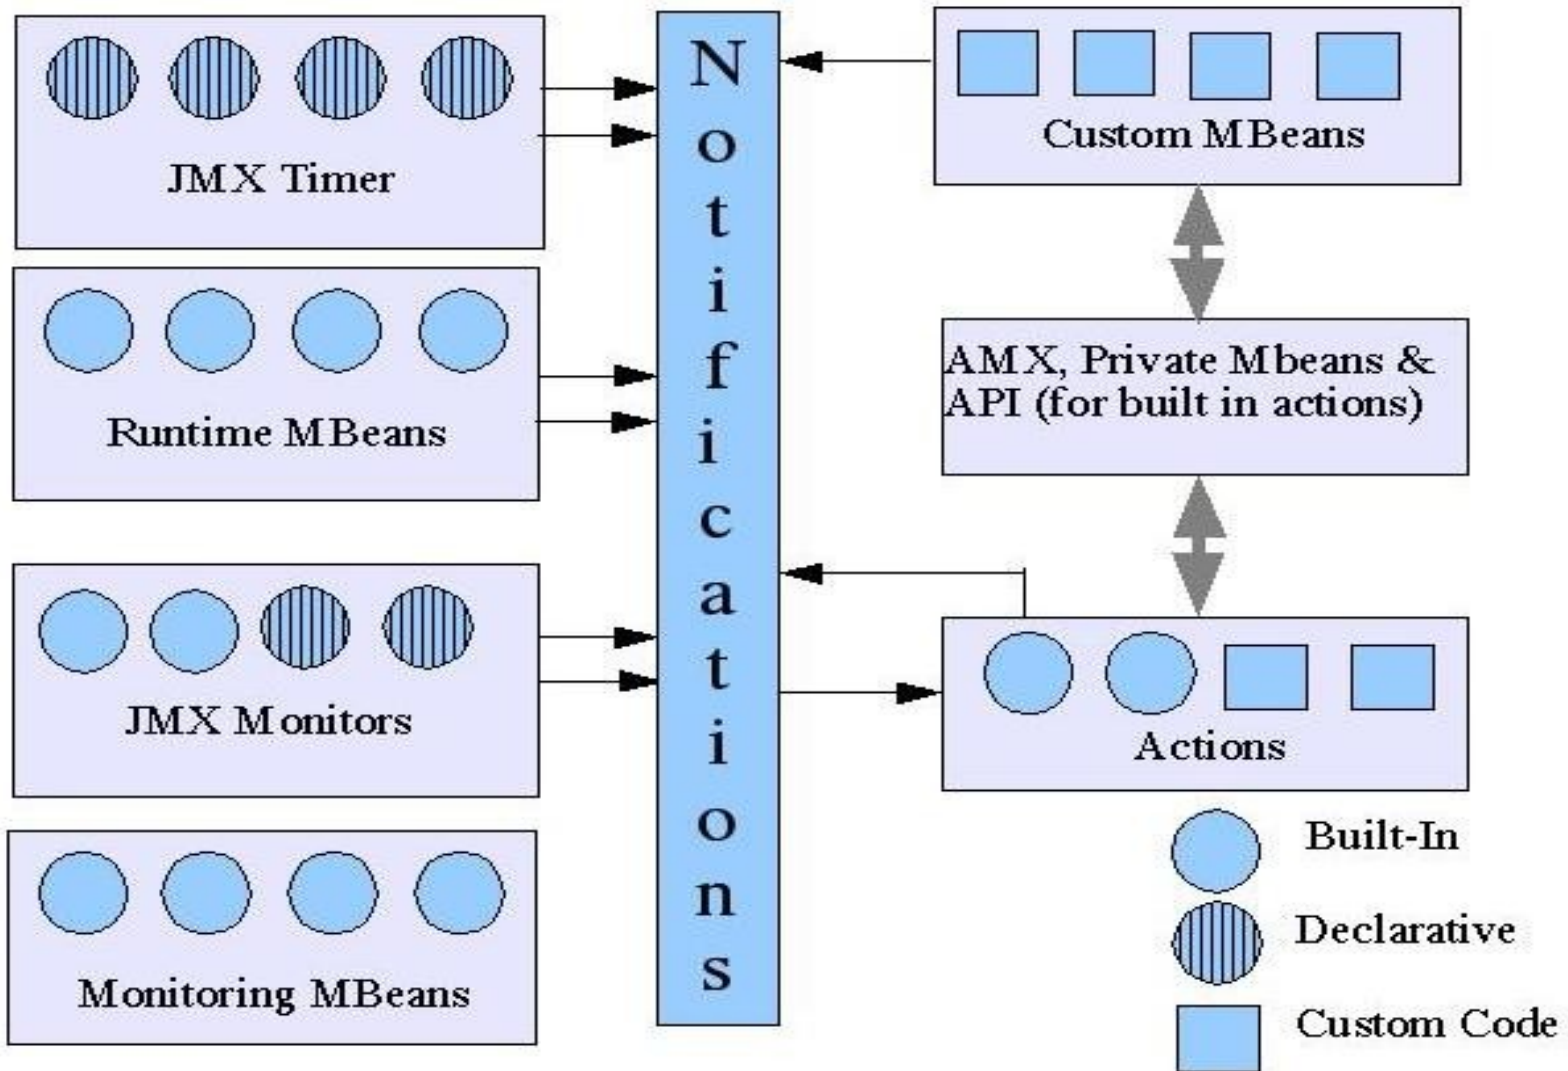 JMX Timer
Runtime MBeans
JMX Monitors
Monitoring MBeans
Notifications
Custom MBeans
AMX, Private Mbeans &
API (for built in actions)
Actions
Built-In
Declarative
Custom Code